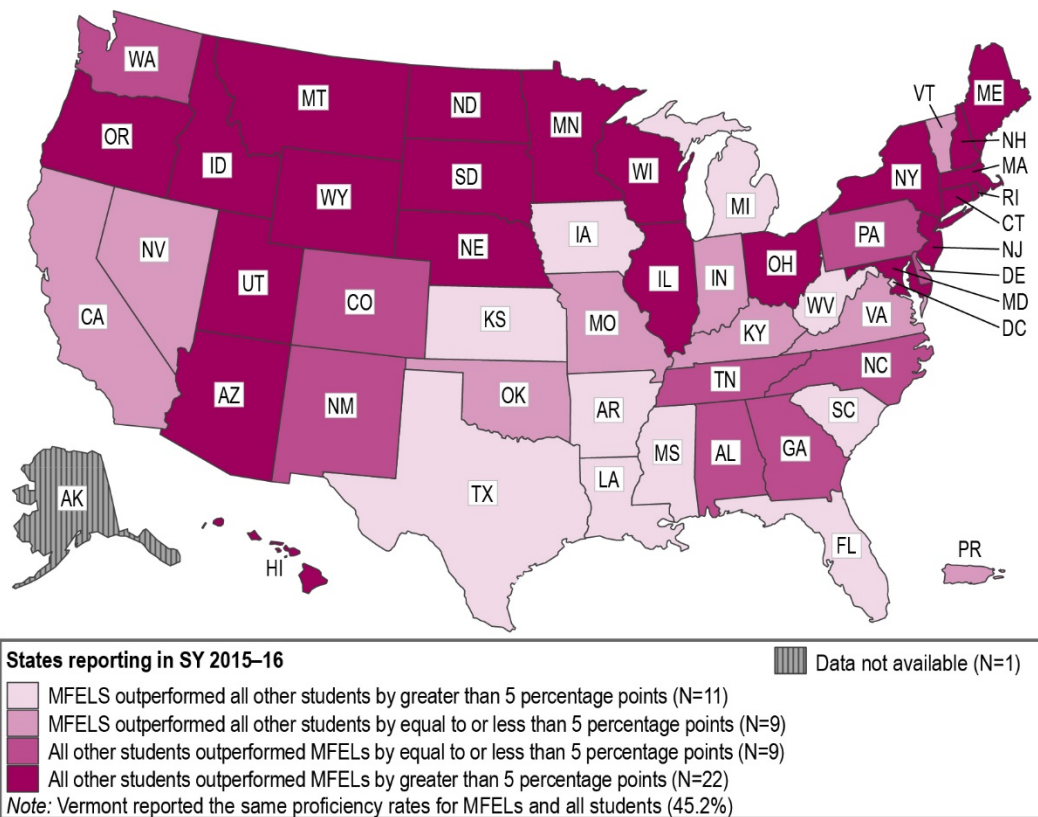 WA
MT
ND
MN
VT
ME
OR
ID
SD
WI
NH
MA
WY
MI
NY
RI
CT
NE
IA
PA
NJ
NV
UT
IL
IN
OH
DE
CO
MD
CA
KS
MO
WV
VA
DC
KY
AZ
NM
OK
TN
NC
AR
SC
MS
AL
GA
AK
TX
LA
FL
PR
HI
States reporting in SY 2015–16
Data not available (N=1)
MFELS outperformed all other students by greater than 5 percentage points (N=11)
MFELS outperformed all other students by equal to or less than 5 percentage points (N=9)
All other students outperformed MFELs by equal to or less than 5 percentage points (N=9)
All other students outperformed MFELs by greater than 5 percentage points (N=22)
Note: Vermont reported the same proficiency rates for MFELs and all students (45.2%)